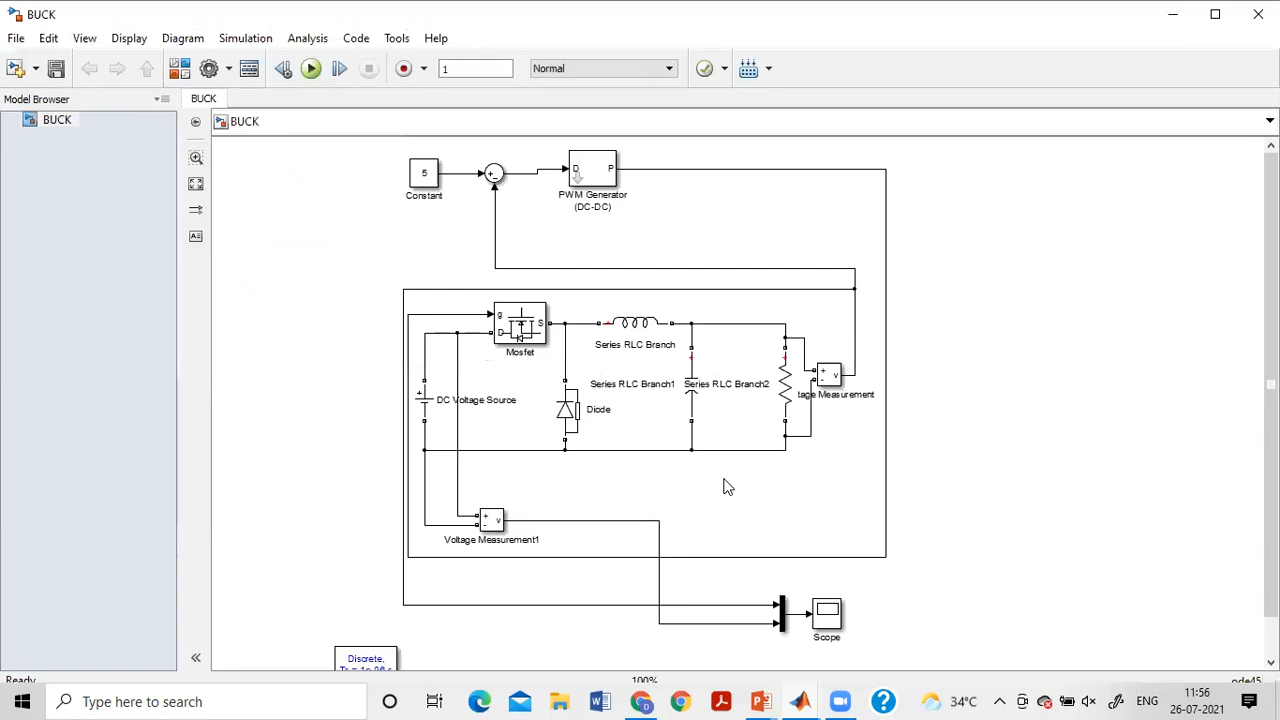 BUCK
File Edit View Display Diagram Simulation Analysis Code Tools Help
1 Normal
Model Browser BUCK
BUCK BUCK
5
Constant
+
-
D P
PWM Generator
(DC-DC)
g
D S
Mosfet
Series RLC Branch
+
DC Voltage Source
Diode
Series RLC Branch1
Series RLC Branch2
+
- v
tage Measurement
+
- v
Voltage Measurement1
Scope
Discrete,
Ready 100% ode45
Type here to search
34°C ENG
11:56
26-07-2021